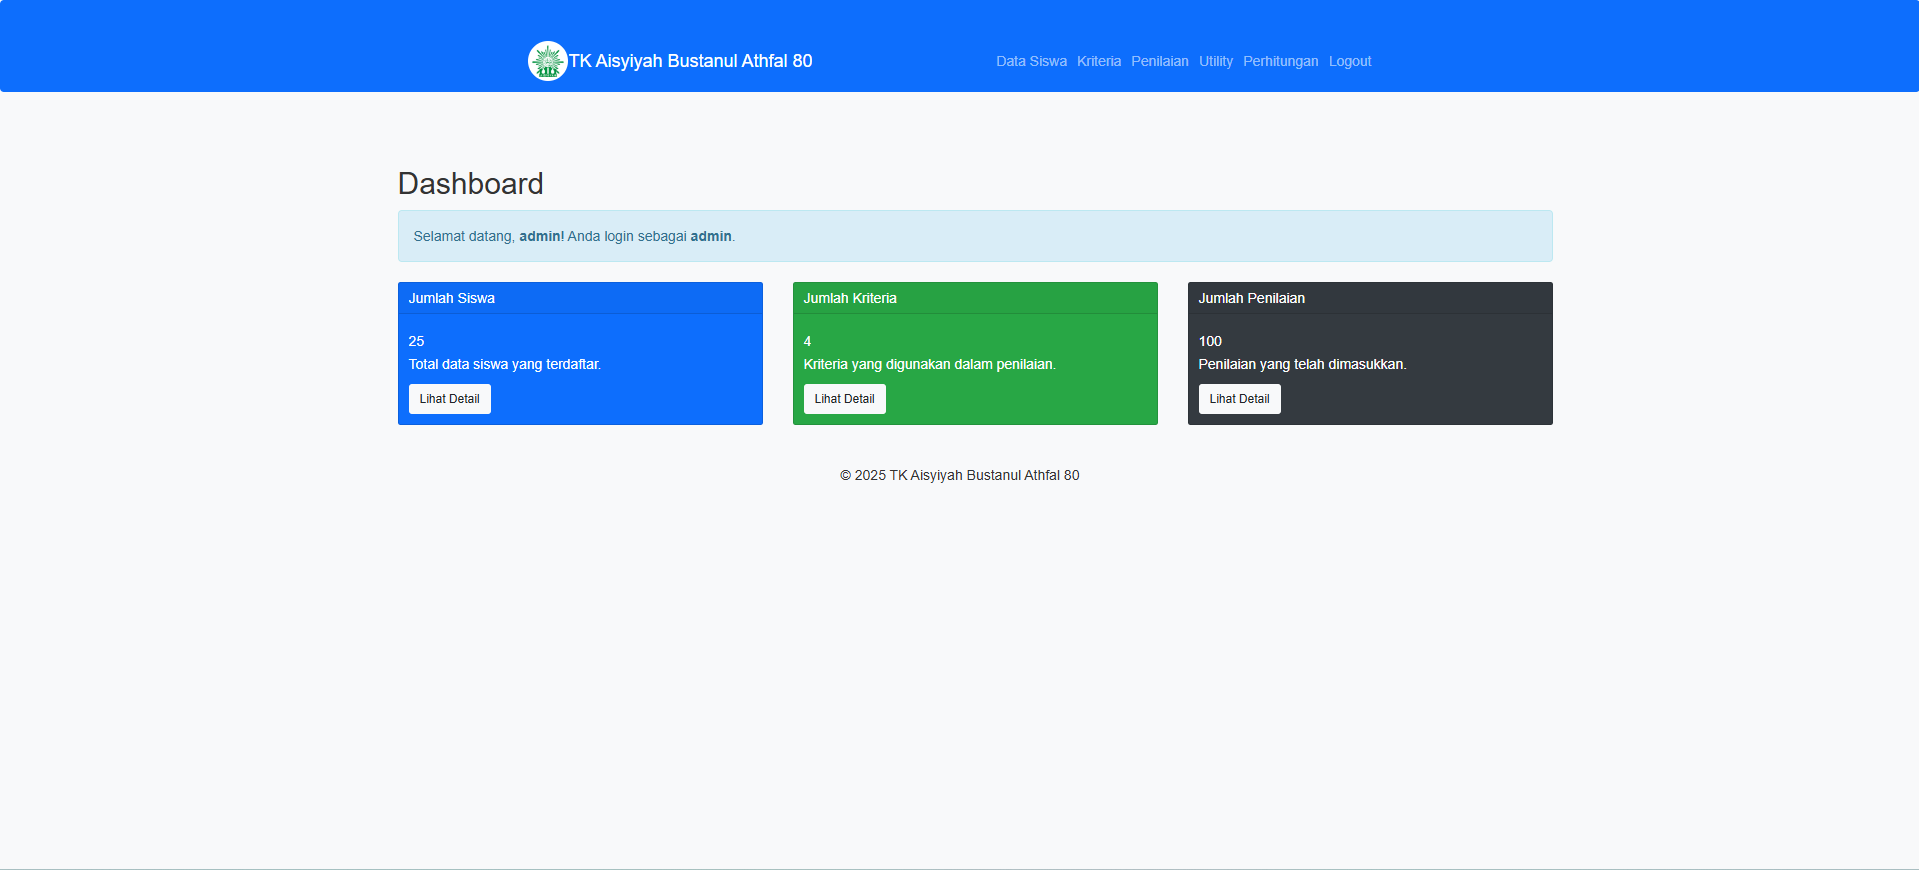 TK Aisyiyah Bustanul Athfal 80
Data Siswa Kriteria Penilaian Utility Perhitungan Logout
Dashboard
Selamat datang, admin! Anda login sebagai admin.
Jumlah Siswa
25
Total data siswa yang terdaftar.
Lihat Detail
Jumlah Kriteria
4
Kriteria yang digunakan dalam penilaian.
Lihat Detail
Jumlah Penilaian
100
Penilaian yang telah dimasukkan.
Lihat Detail
© 2025 TK Aisyiyah Bustanul Athfal 80